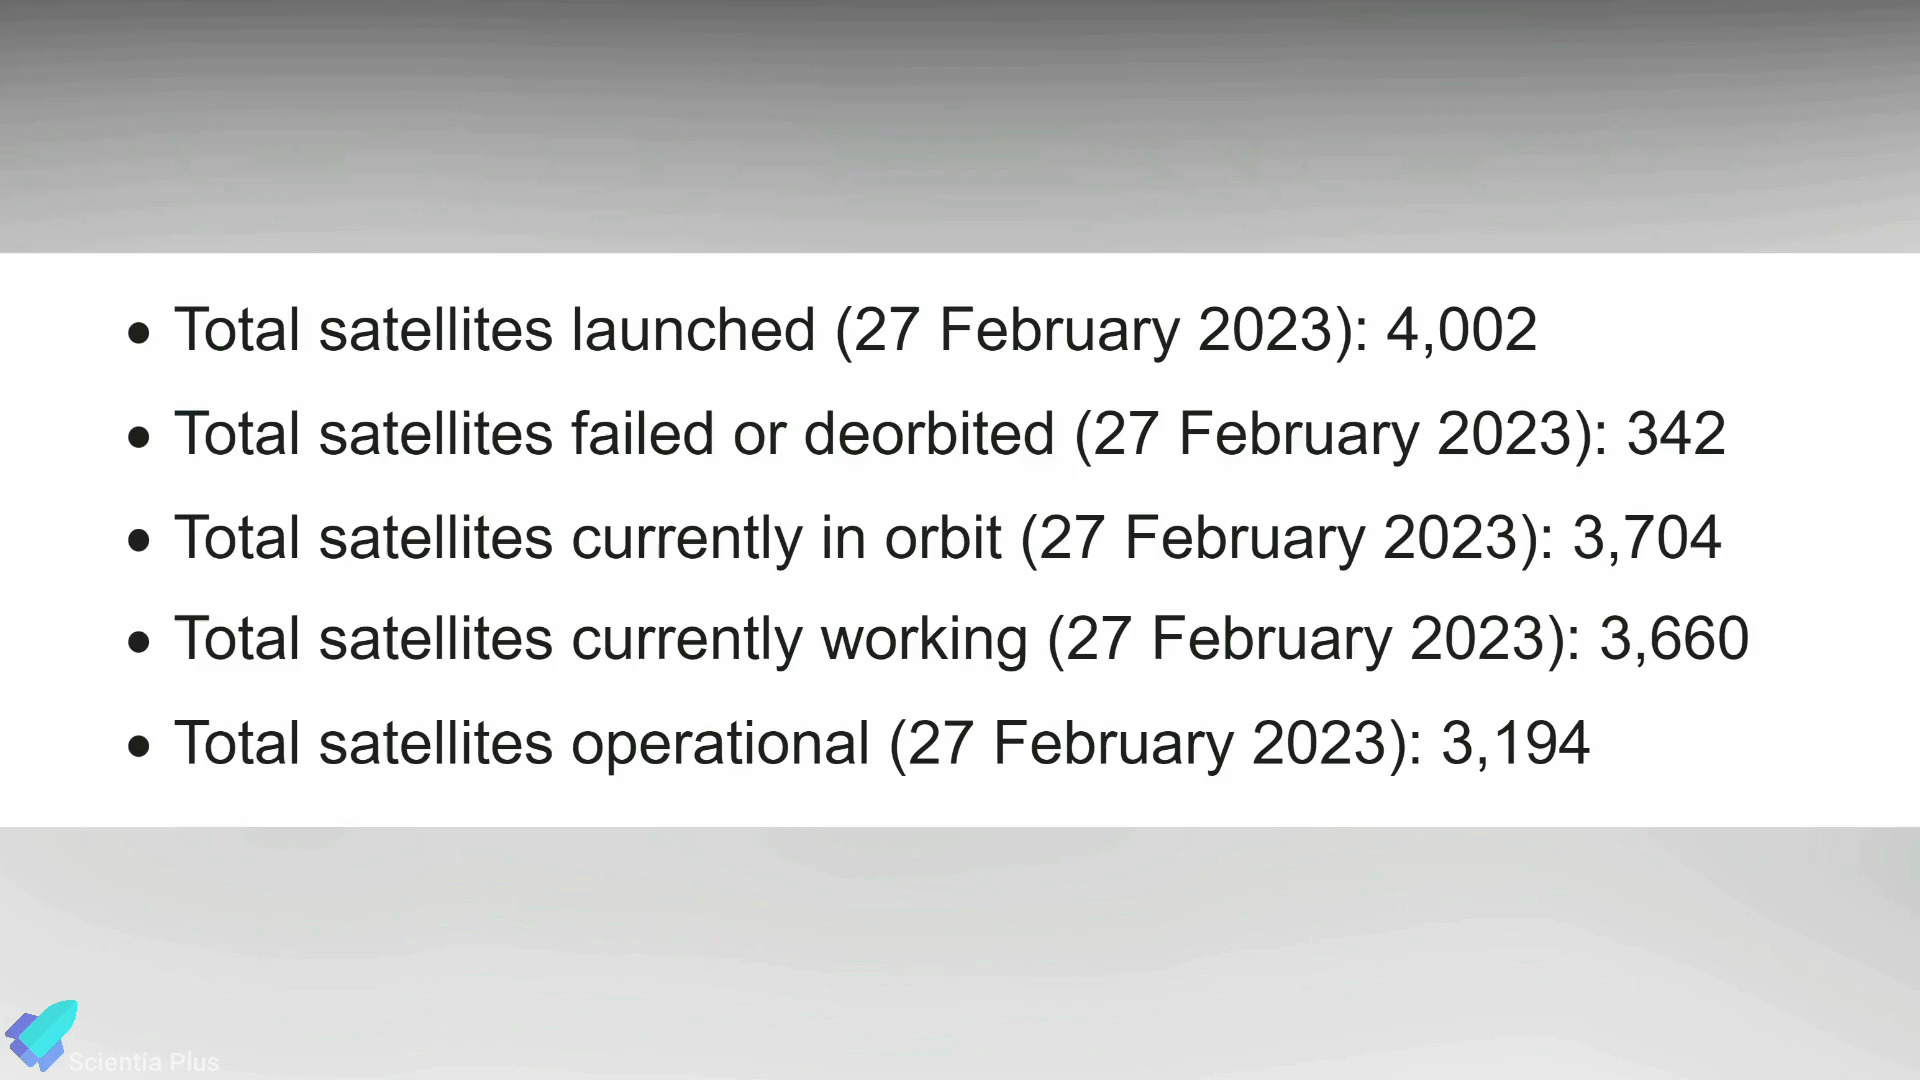 • Total satellites launched (27 February 2023): 4,002
• Total satellites failed or deorbited (27 February 2023): 342
• Total satellites currently in orbit (27 February 2023): 3,704
• Total satellites currently working (27 February 2023): 3,660
• Total satellites operational (27 February 2023): 3,194
Scientia Plus